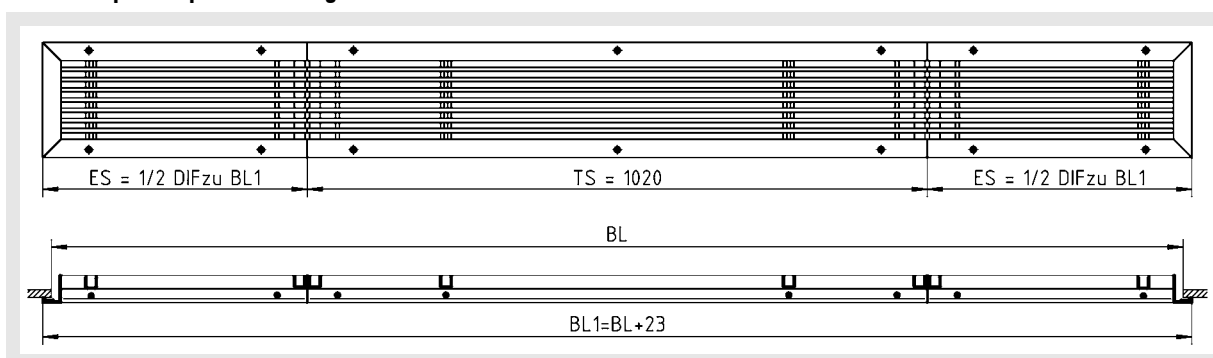 ES = 1/2 DIFzu BL1
TS = 1020
ES = 1/2 DIFzu BL1
BL
BL1=BL+23